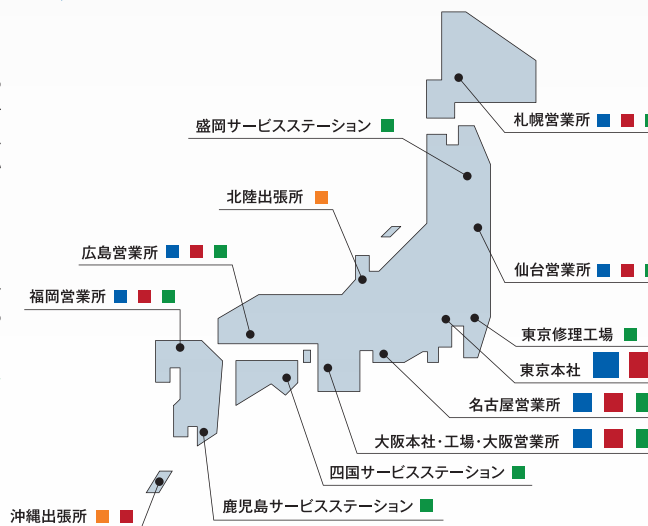 札幌営業所
盛岡サービスステーション
北陸出張所
広島営業所
仙台営業所
福岡営業所
東京修理工場
東京本社
名古屋営業所
大阪本社・工場・大阪営業所
四国サービスステーション
鹿児島サービスステーション
沖縄出張所